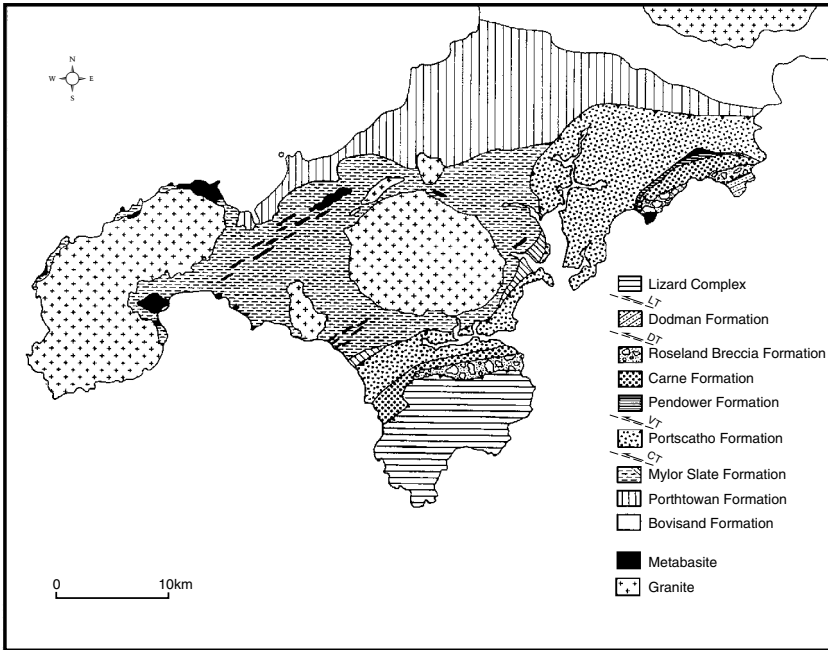 N
W E
S
Lizard Complex
LT
Dodman Formation
DT
Roseland Breccia Formation
Carne Formation
Pendower Formation
VT
Portscatho Formation
CT
Mylor Slate Formation
Porthtowan Formation
Bovisand Formation
Metabasite
Granite
0 10km